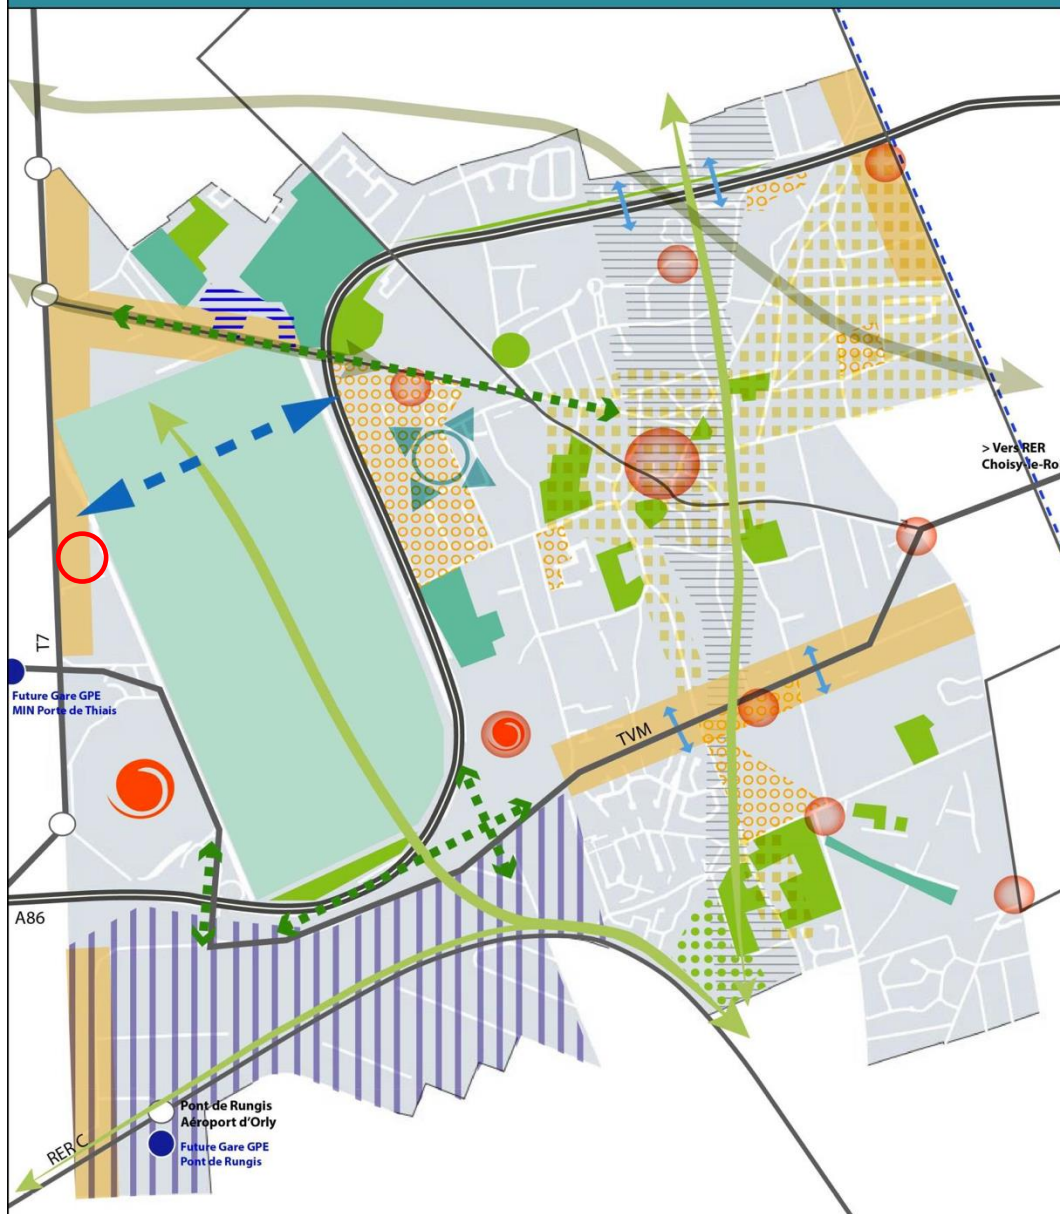 > Vers RER
Choisy-le-Ro
T7
Future Gare GPE
MIN Porte de Thiais
TVM
A86
Pont de Rungis
Aéroport d'Orly
RER C
Future Gare GPE
Pont de Rungis